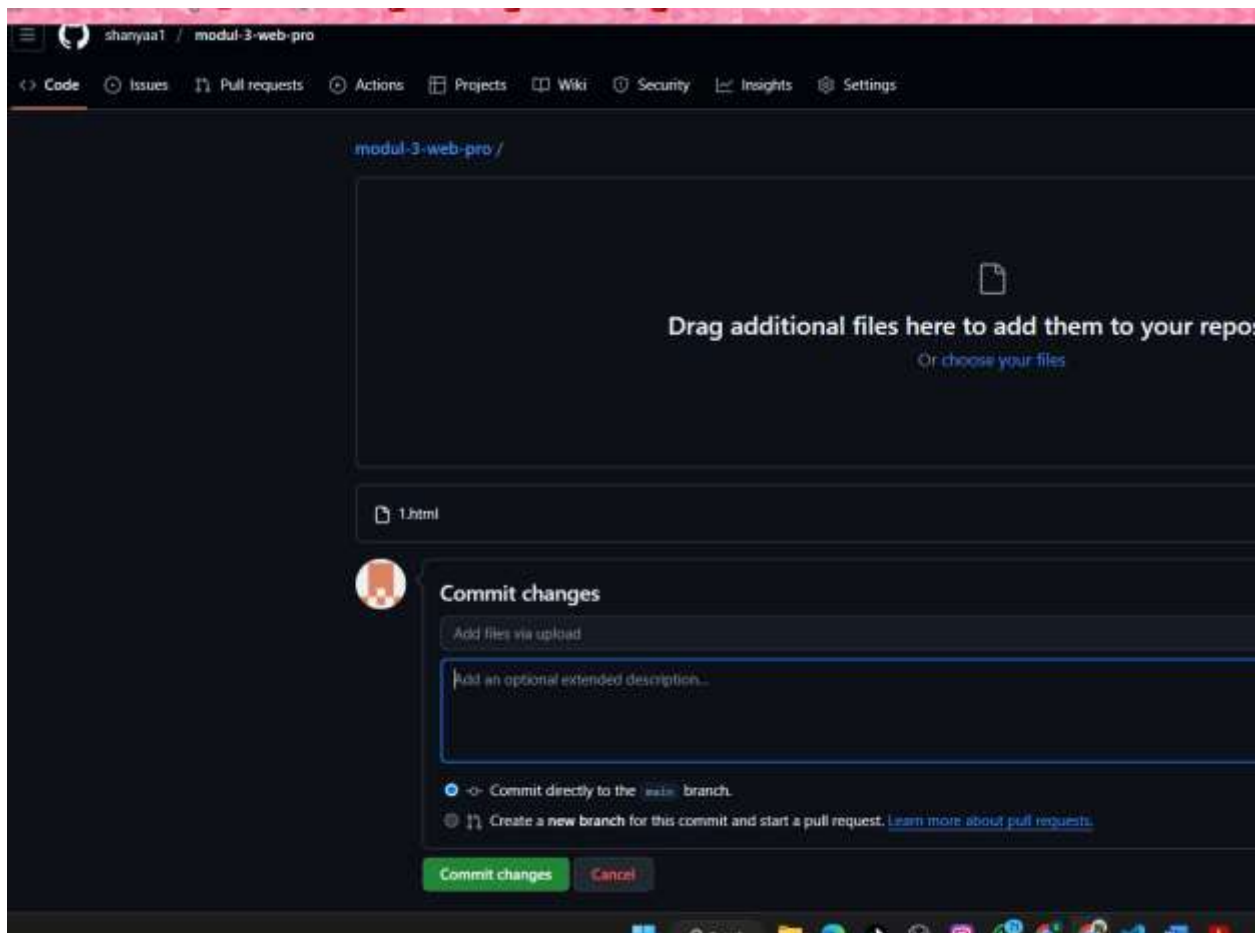 shanyaa1 / modul-3-web-pro
<> Code Issues Pull requests Actions Projects Wiki Security Insights Settings
modul-3-web-pro /
Drag additional files here to add them to your repos
Or choose your files
1.html
Commit changes
Add files via upload
Add an optional extended description...
Commit directly to the main branch.
Create a new branch for this commit and start a pull request. Learn more about pull requests.
Commit changes Cancel